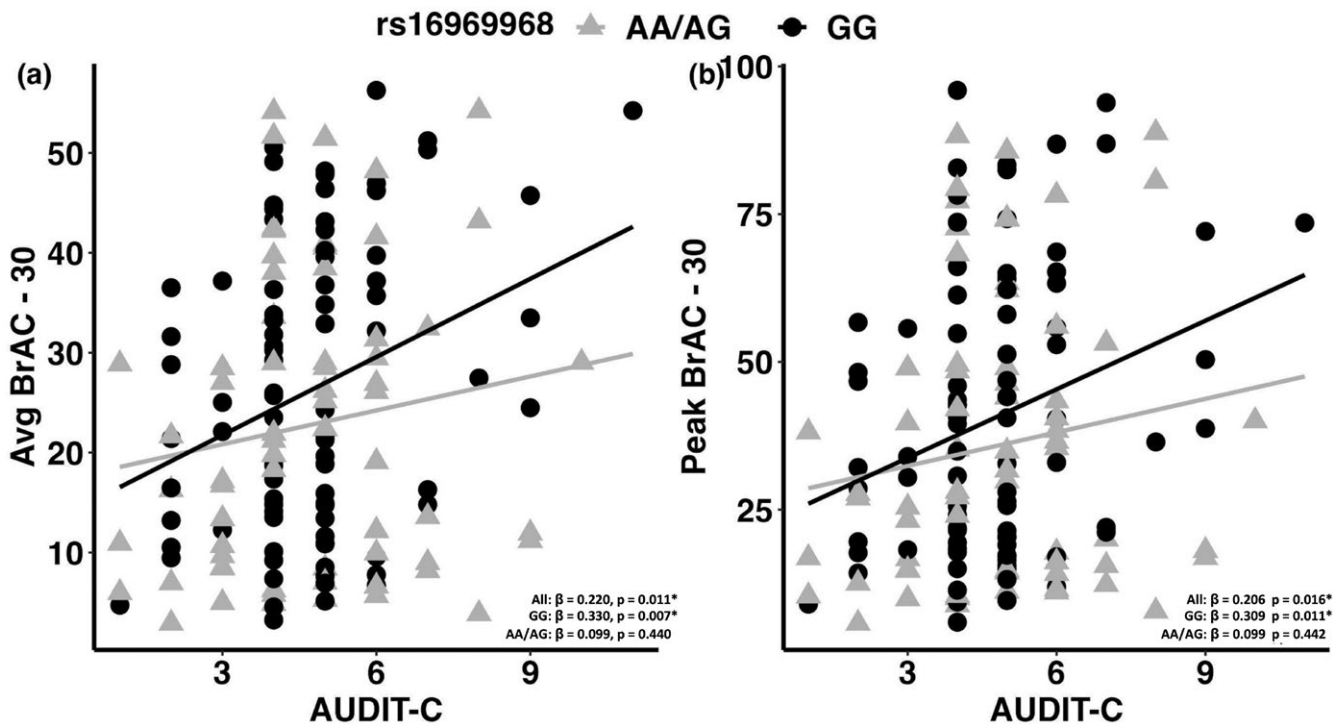 rs16969968 AA/AG GG
(a)
Avg BrAC - 30
50
40
30
20
10
All: β = 0.220, p = 0.011*
GG: β = 0.330, p = 0.007*
AA/AG: β = 0.099, p = 0.440
3 6 9
AUDIT-C
(b)
Peak BrAC - 30
100
75
50
25
All: β = 0.206 p = 0.016*
GG: β = 0.309 p = 0.011*
AA/AG: β = 0.099 p = 0.442
3 6 9
AUDIT-C